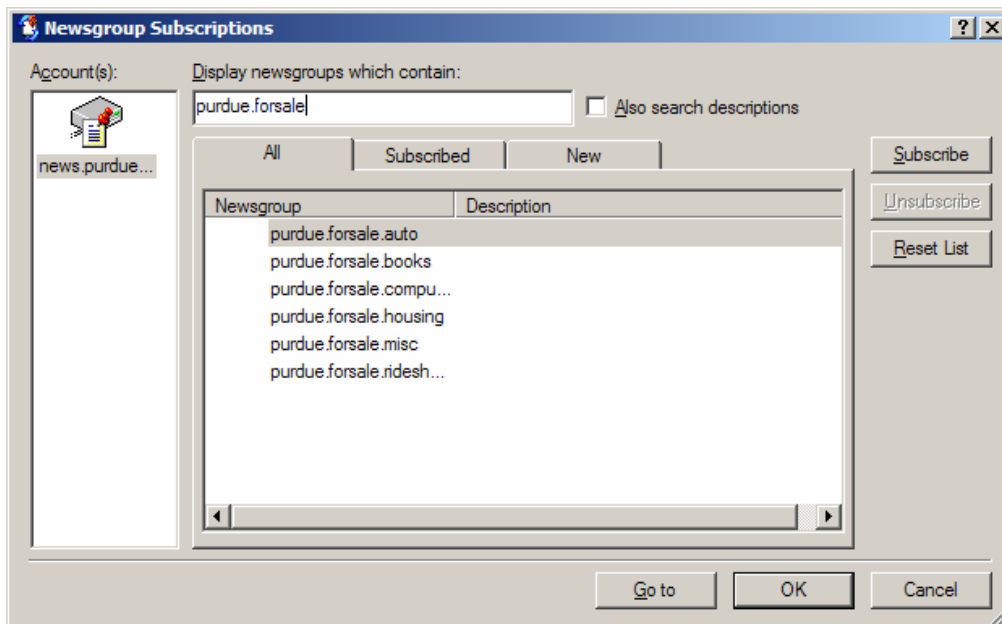 Newsgroup Subscriptions
Account(s):
Display newsgroups which contain:
purdue.forsale
Also search descriptions
news.purdue...
All
Subscribed
New
Subscribe
Unsubscribe
Reset List
Newsgroup
Description
purdue.forsale.auto
purdue.forsale.books
purdue.forsale.compu...
purdue.forsale.housing
purdue.forsale.misc
purdue.forsale.ridesh...
Go to
OK
Cancel